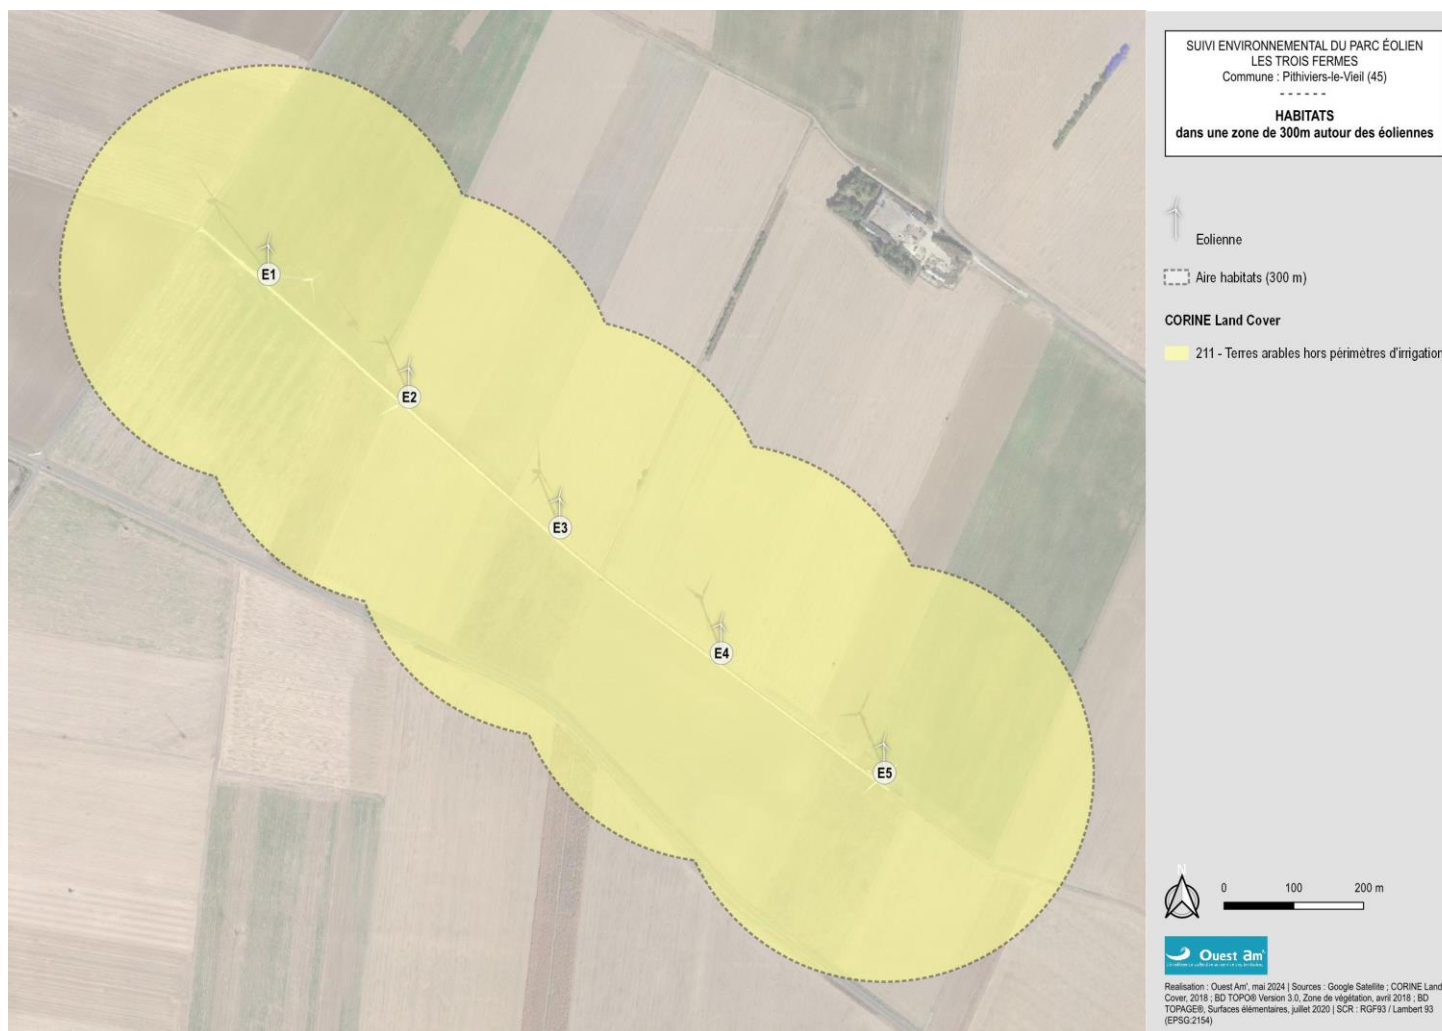 SUIVI ENVIRONNEMENTAL DU PARC ÉOLIEN
LES TROIS FERMES
Commune : Pithiviers-le-Vieil (45)
------
HABITATS
dans une zone de 300m autour des éoliennes
Eolienne
Aire habitats (300 m)
CORINE Land Cover
211 - Terres arables hors périmètres d'irrigation
E1
E2
E3
E4
E5
N
0 100 200 m
Ouest am'
Realisation : Ouest Am', mai 2024 | Sources : Google Satellite ; CORINE Land
Cover, 2018 ; BD TOPO® Version 3.0, Zone de végétation, avril 2018 ; BD
TOPAGE®, Surfaces élémentaires, juillet 2020 | SCR : RGF93 / Lambert 93
(EPSG:2154)